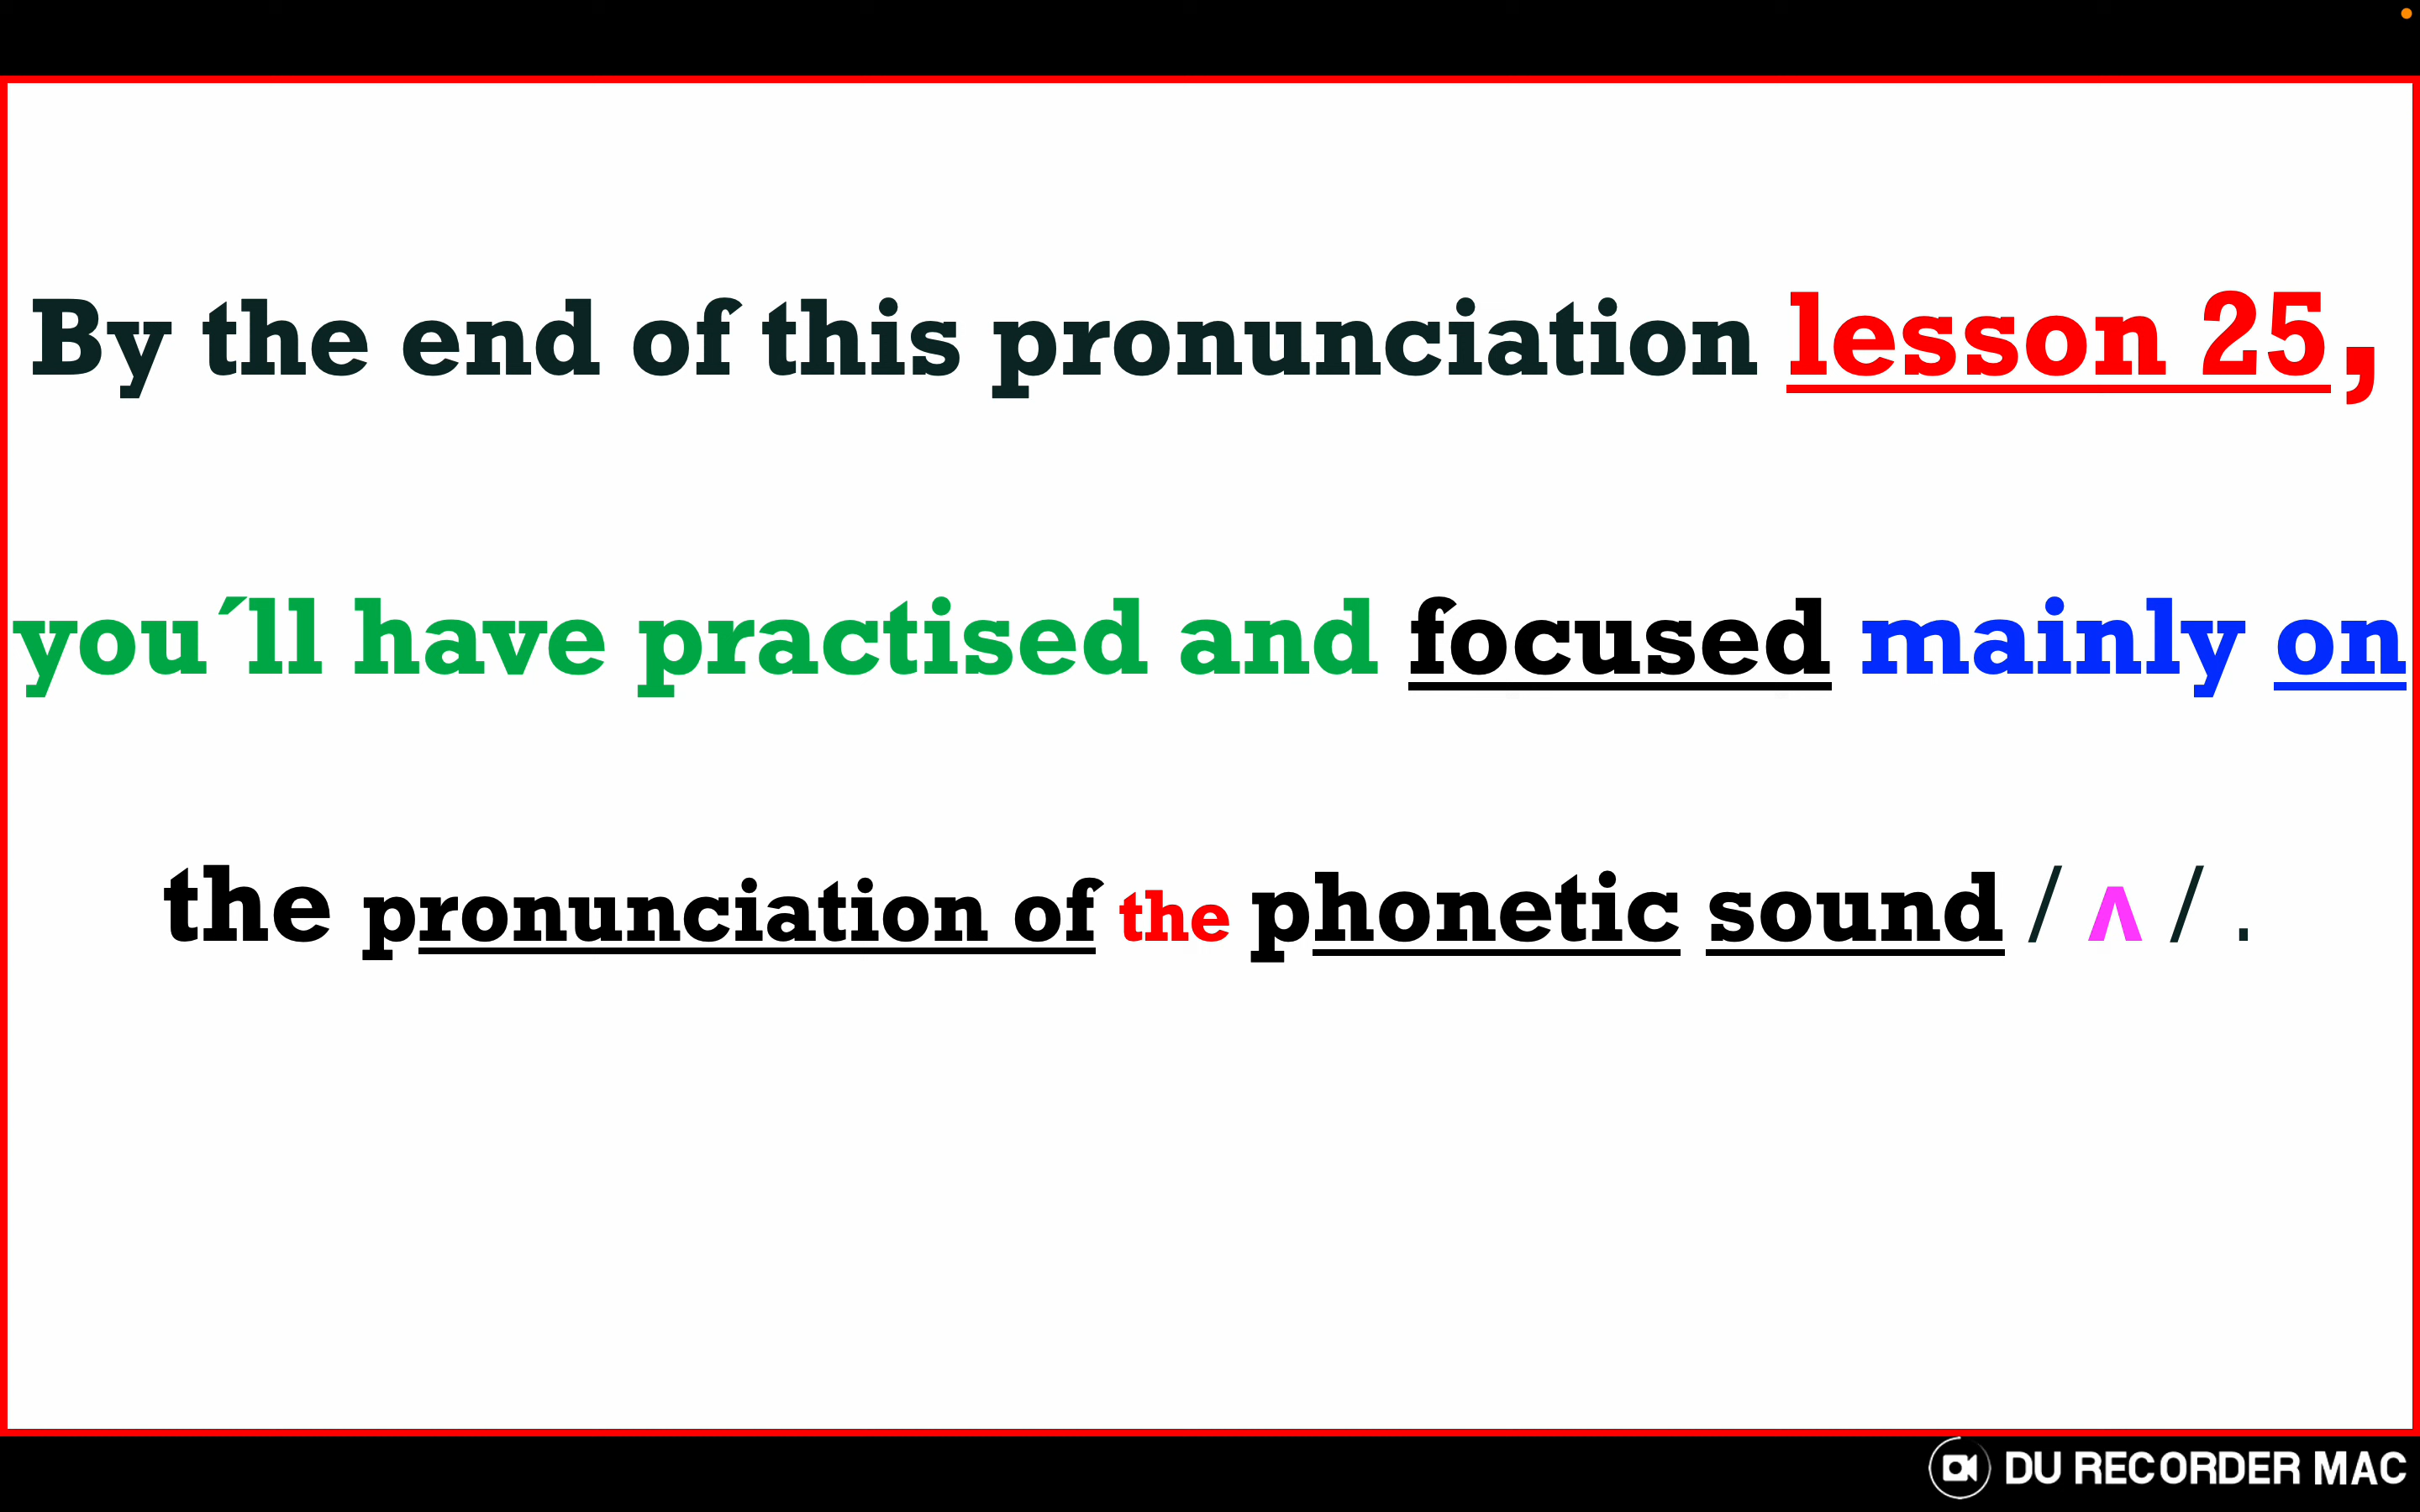 By the end of this pronunciation lesson 25,
you´ll have practised and focused mainly on
the pronunciation of the phonetic sound / ʌ / .
DU RECORDER MAC